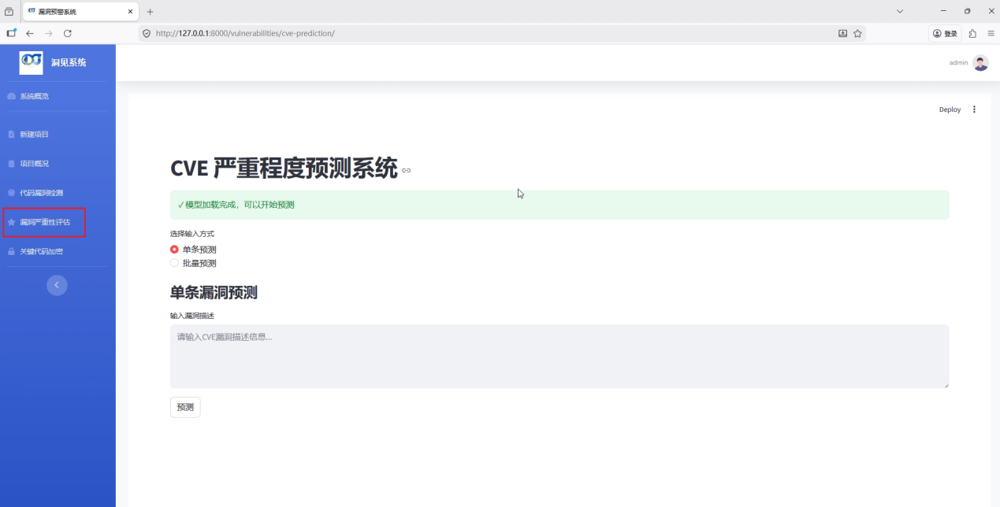 漏洞预警系统
http://127.0.0.1:8000/vulnerabilities/cve-prediction/
登录
洞见系统
admin
系统概览
新建项目
项目概况
代码漏洞检测
漏洞严重性评估
关键代码加密
Deploy
CVE 严重程度预测系统
✓模型加载完成，可以开始预测
选择输入方式
单条预测
批量预测
单条漏洞预测
输入漏洞描述
请输入CVE漏洞描述信息...
预测